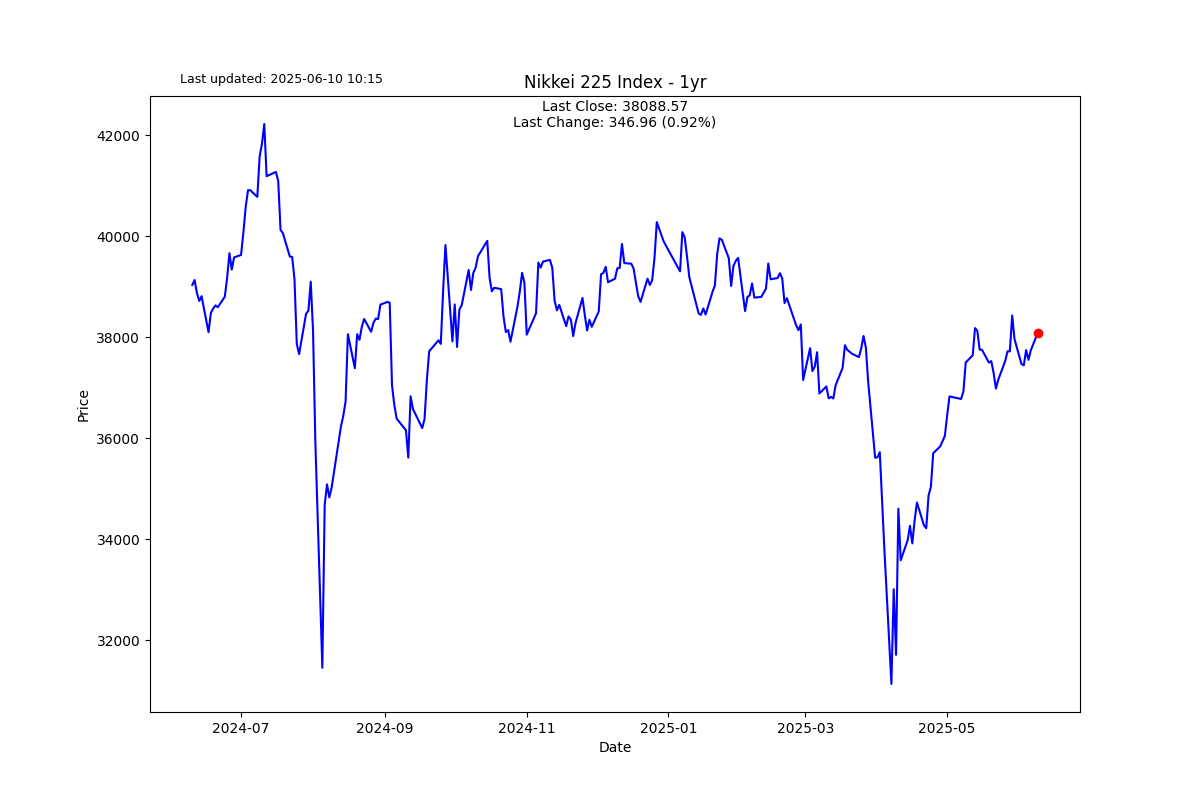 Last updated: 2025-06-10 10:15
Nikkei 225 Index - 1yr
Last Close: 38088.57
Last Change: 346.96 (0.92%)
Price
42000
40000
38000
36000
34000
32000
2024-07
2024-09
2024-11
2025-01
2025-03
2025-05
Date